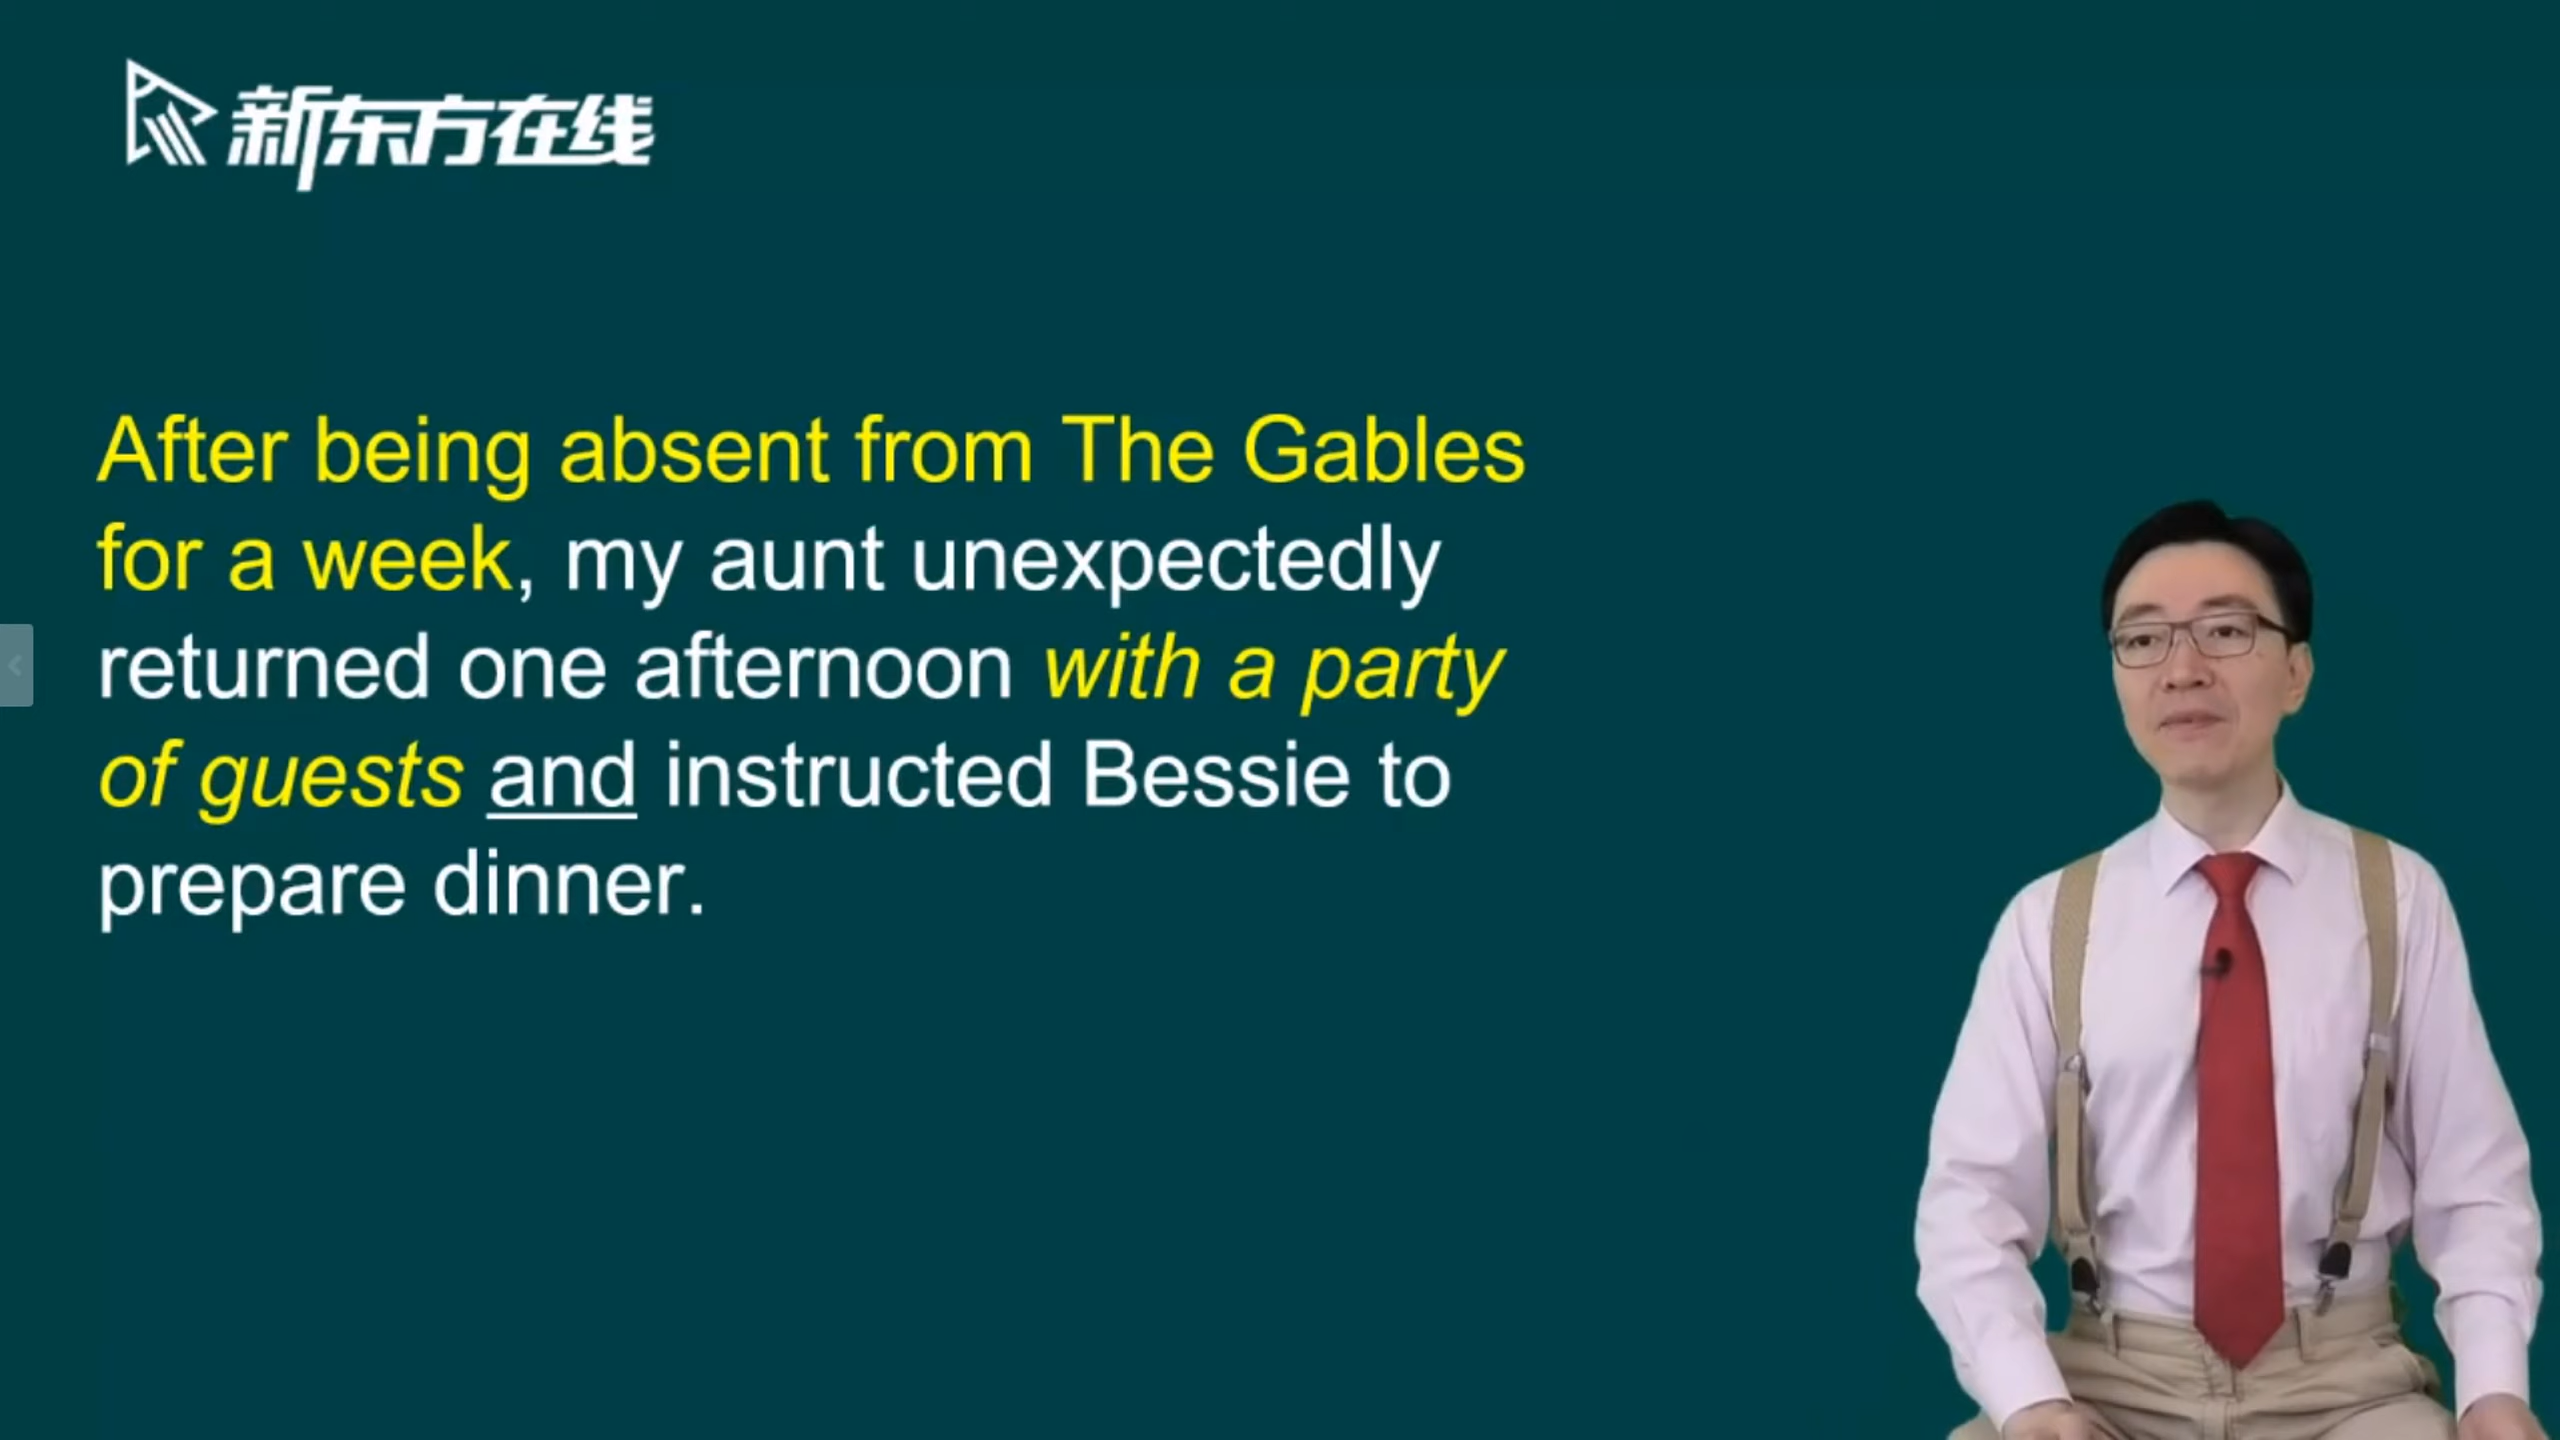 新东方在线
After being absent from The Gables
for a week, my aunt unexpectedly
returned one afternoon with a party
of guests and instructed Bessie to
prepare dinner.